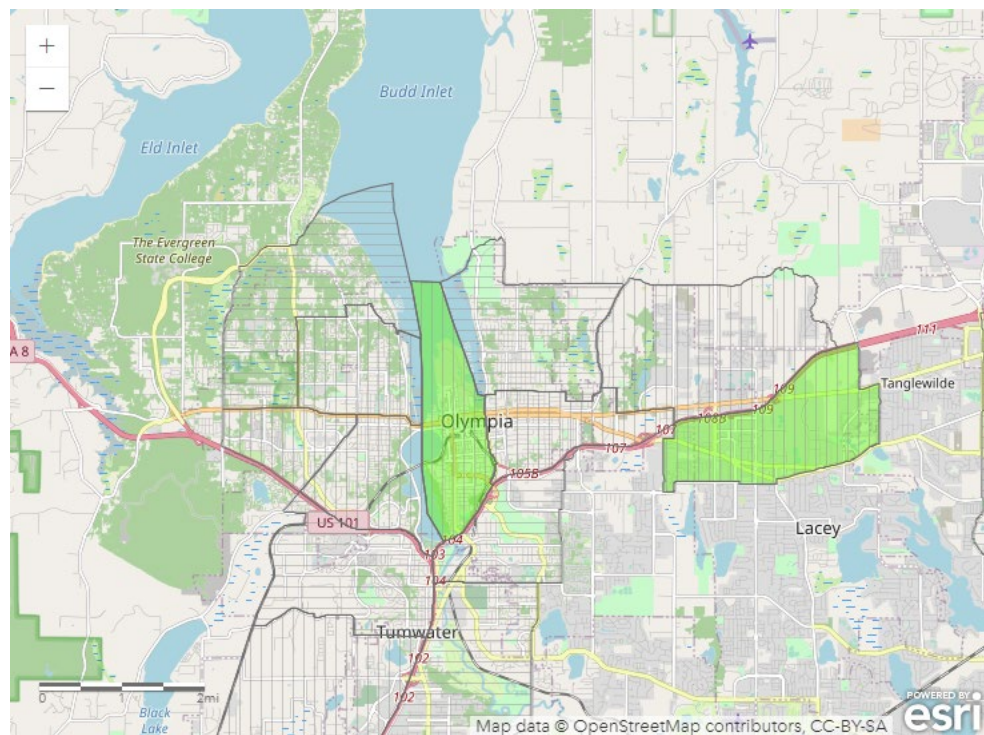 +
−
Budd Inlet
Eld Inlet
The Evergreen
State College
A 8
111
Tanglewilde
109
109
108B
107
107
Olympia
105B
US 101
104
103
104
Lacey
Tumwater
102
102
0
2mi
Black
Lake
Map data © OpenStreetMap contributors, CC-BY-SA
POWERED BY
esri